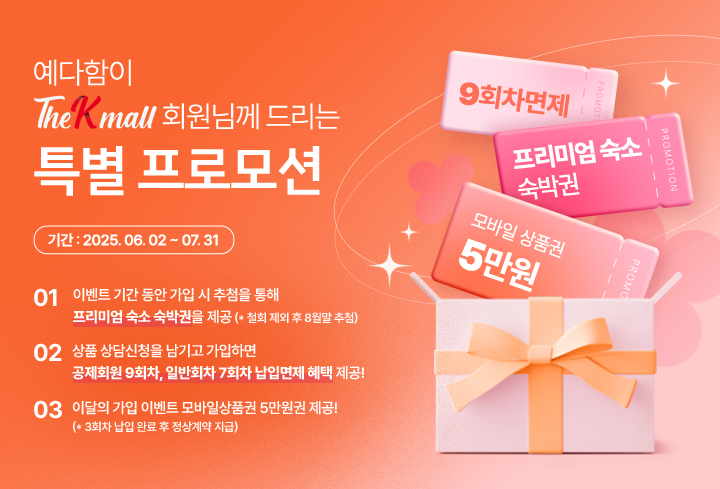 예다함이
The K mall 회원님께 드리는
특별 프로모션
기간 : 2025. 06. 02 ~ 07. 31
01 이벤트 기간 동안 가입 시 추첨을 통해
프리미엄 숙소 숙박권을 제공 (* 철회 제외 후 8월말 추첨)
02 상품 상담신청을 남기고 가입하면
공제회원 9회차, 일반회차 7회차 납입면제 혜택 제공!
03 이달의 가입 이벤트 모바일상품권 5만원권 제공!
(* 3회차 납입 완료 후 정상계약 지급)
9회차면제
PROMOT
프리미엄 숙소
숙박권
PROMOTION
모바일 상품권
5만원
PROMO